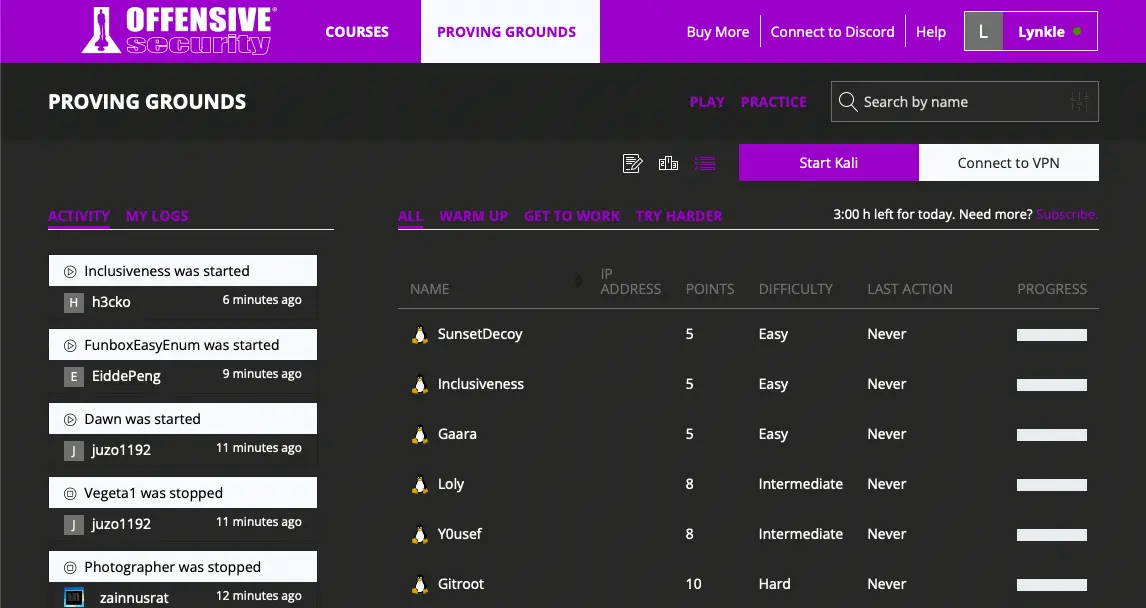 OFFENSIVE security
COURSES
PROVING GROUNDS
Buy More
Connect to Discord
Help
L
Lynkle
PROVING GROUNDS
PLAY
PRACTICE
Search by name
Start Kali
Connect to VPN
ACTIVITY
MY LOGS
Inclusiveness was started
H h3cko 6 minutes ago
FunboxEasyEnum was started
E EiddePeng 9 minutes ago
Dawn was started
J juzo1192 11 minutes ago
Vegeta1 was stopped
J juzo1192 11 minutes ago
Photographer was stopped
zainnusrat 12 minutes ago
ALL
WARM UP
GET TO WORK
TRY HARDER
3:00 h left for today. Need more? Subscribe.
NAME IP ADDRESS POINTS DIFFICULTY LAST ACTION PROGRESS
SunsetDecoy 5 Easy Never
Inclusiveness 5 Easy Never
Gaara 5 Easy Never
Loly 8 Intermediate Never
Y0usef 8 Intermediate Never
Gitroot 10 Hard Never